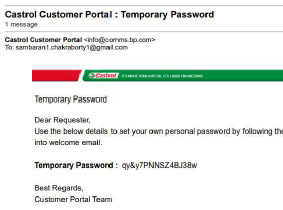 Castrol Customer Portal : Temporary Password
1 message
Castrol Customer Portal <info@comms.bp.com>
To: sambaran1.chakraborty1@gmail.com
Castrol IT'S MORE THAN JUST OIL. IT'S LIQUID ENGINEERING.
Temporary Password
Dear Requester,
Use the below details to set your own personal password by following the
into welcome email.
Temporary Password : qy&y7PNNSZ4BJ38w
Best Regards,
Customer Portal Team